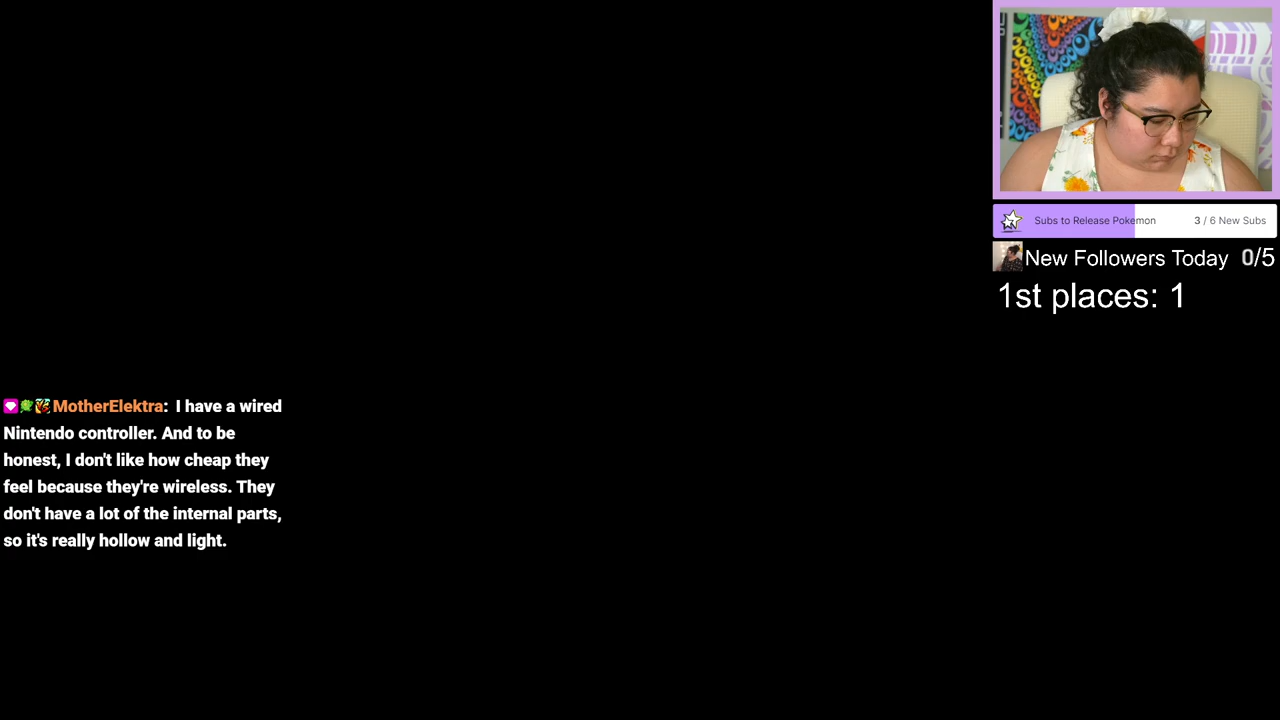 Subs to Release Pokemon 3 / 6 New Subs
New Followers Today 0/5
1st places: 1
MotherElektra: I have a wired
Nintendo controller. And to be
honest, I don't like how cheap they
feel because they're wireless. They
don't have a lot of the internal parts,
so it's really hollow and light.